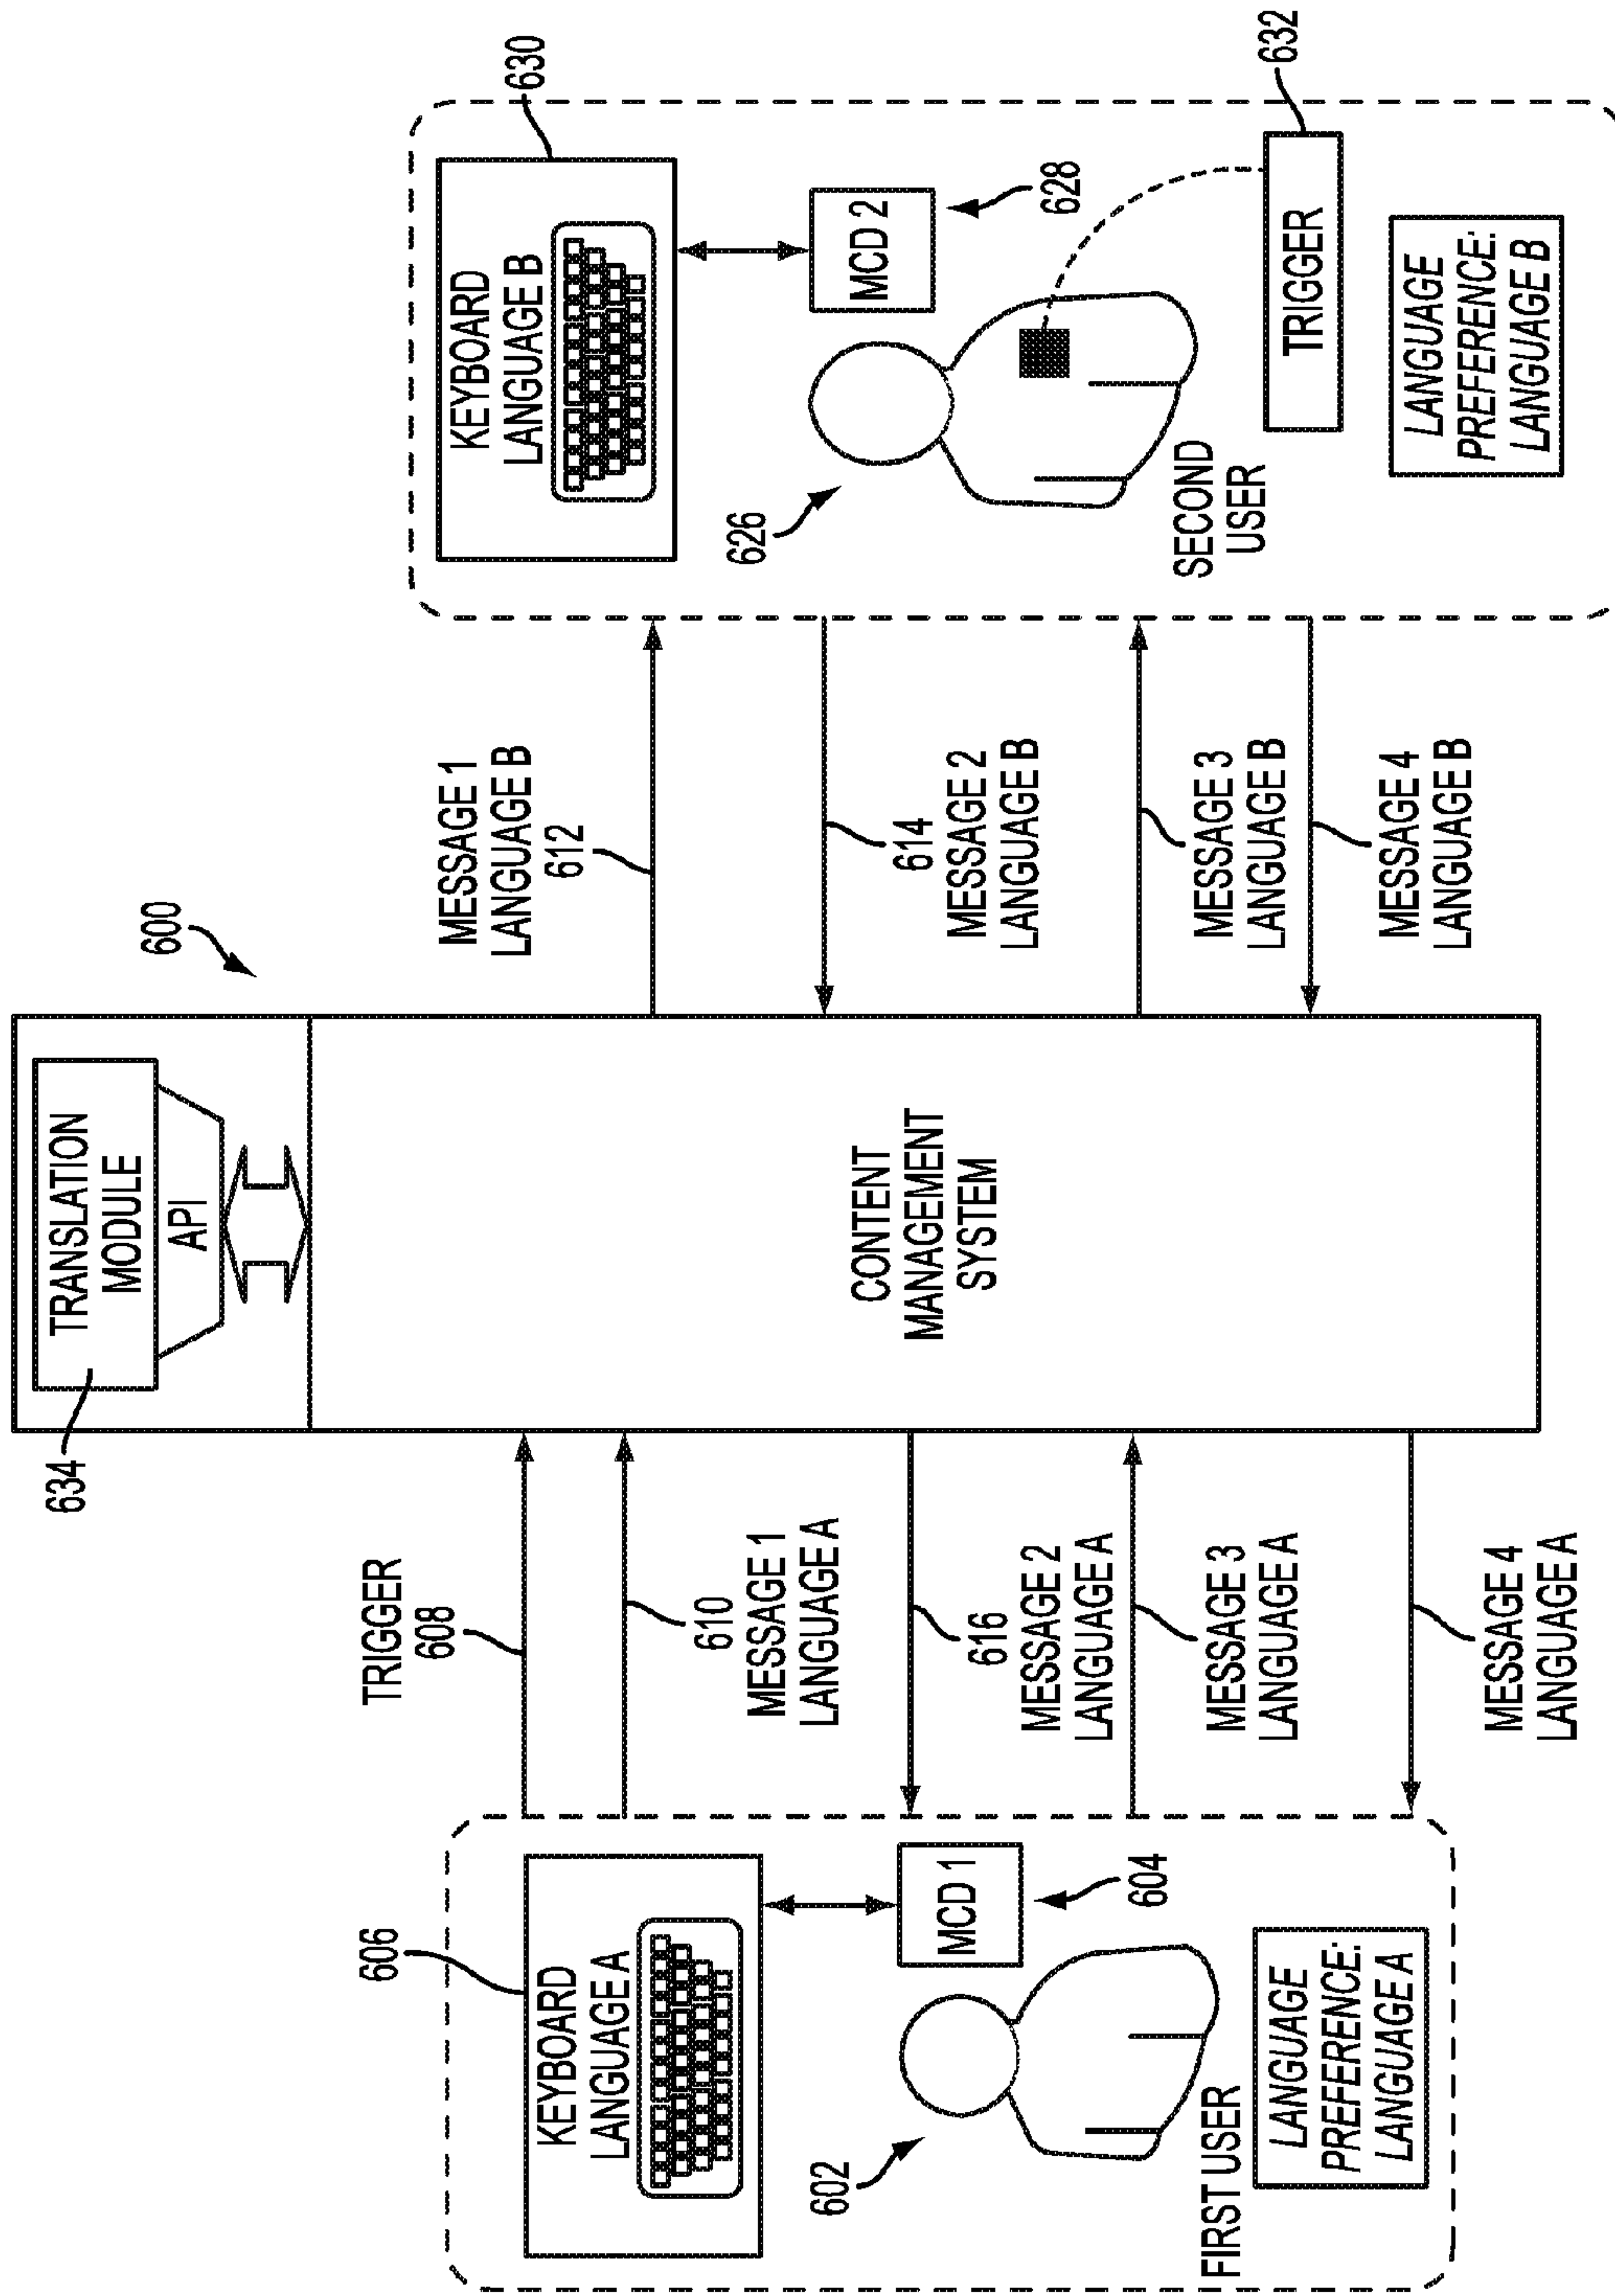 600
634
TRANSLATION
MODULE
API
CONTENT
MANAGEMENT
SYSTEM
606
KEYBOARD
LANGUAGE A
MCD 1
604
602
FIRST USER
LANGUAGE
PREFERENCE:
LANGUAGE A
TRIGGER
608
610
MESSAGE 1
LANGUAGE A
616
MESSAGE 2
LANGUAGE A
MESSAGE 3
LANGUAGE A
MESSAGE 4
LANGUAGE A
MESSAGE 1
LANGUAGE B
612
614
MESSAGE 2
LANGUAGE B
MESSAGE 3
LANGUAGE B
MESSAGE 4
LANGUAGE B
630
KEYBOARD
LANGUAGE B
MCD 2
628
626
SECOND
USER
632
TRIGGER
LANGUAGE
PREFERENCE:
LANGUAGE B